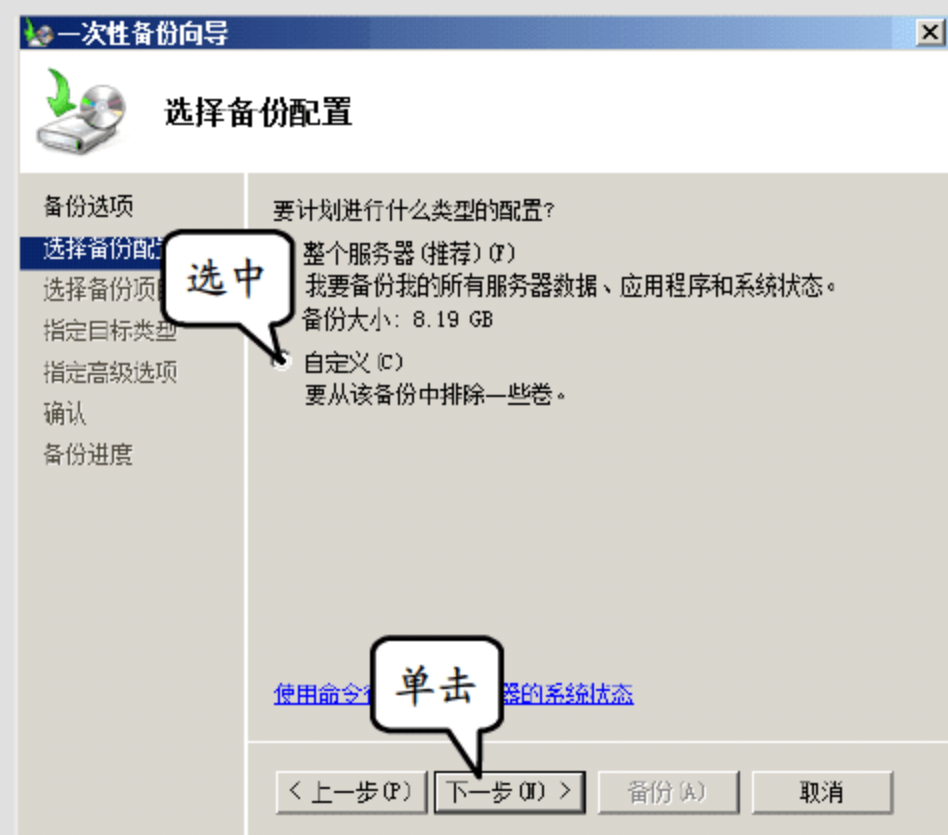 一次性备份向导
选择备份配置
备份选项
选择备份配
选择备份项
指定目标类型
指定高级选项
确认
备份进度
选中
要计划进行什么类型的配置?
整个服务器(推荐)(F)
我要备份我的所有服务器数据、应用程序和系统状态。
备份大小: 8.19 GB
自定义(C)
要从该备份中排除一些卷。
单击
使用命令 器的系统状态
< 上一步(P)
下一步(N) >
备份(A)
取消